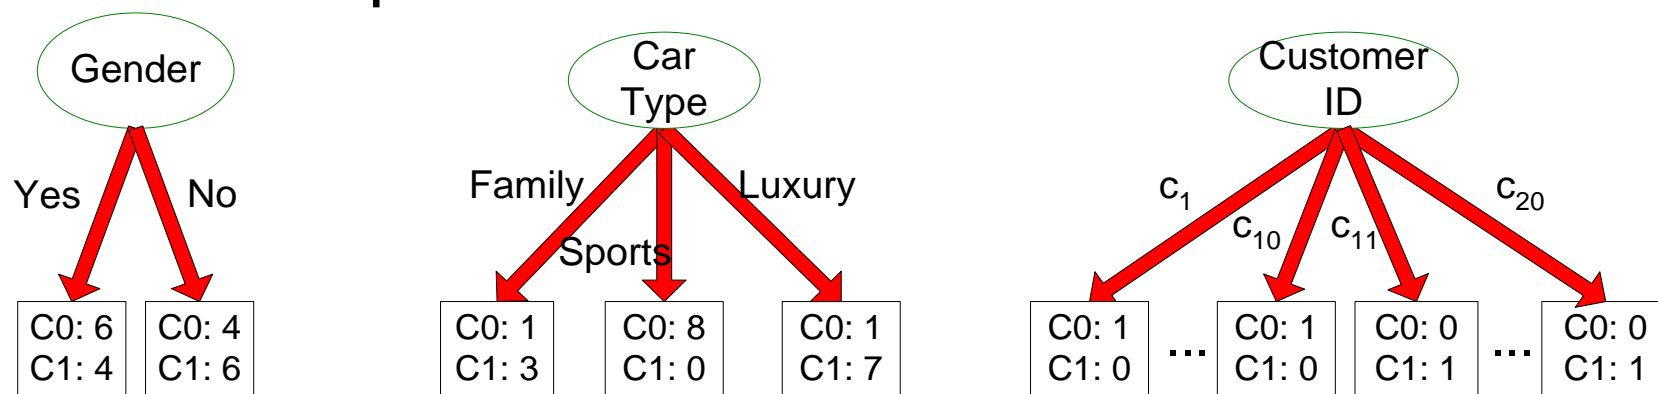 Gender
Yes
No
C0: 6
C1: 4
C0: 4
C1: 6
Car
Type
Family
Sports
Luxury
C0: 1
C1: 3
C0: 8
C1: 0
C0: 1
C1: 7
Customer
ID
c1
c10
c11
c20
C0: 1
C1: 0
...
C0: 1
C1: 0
C0: 0
C1: 1
...
C0: 0
C1: 1